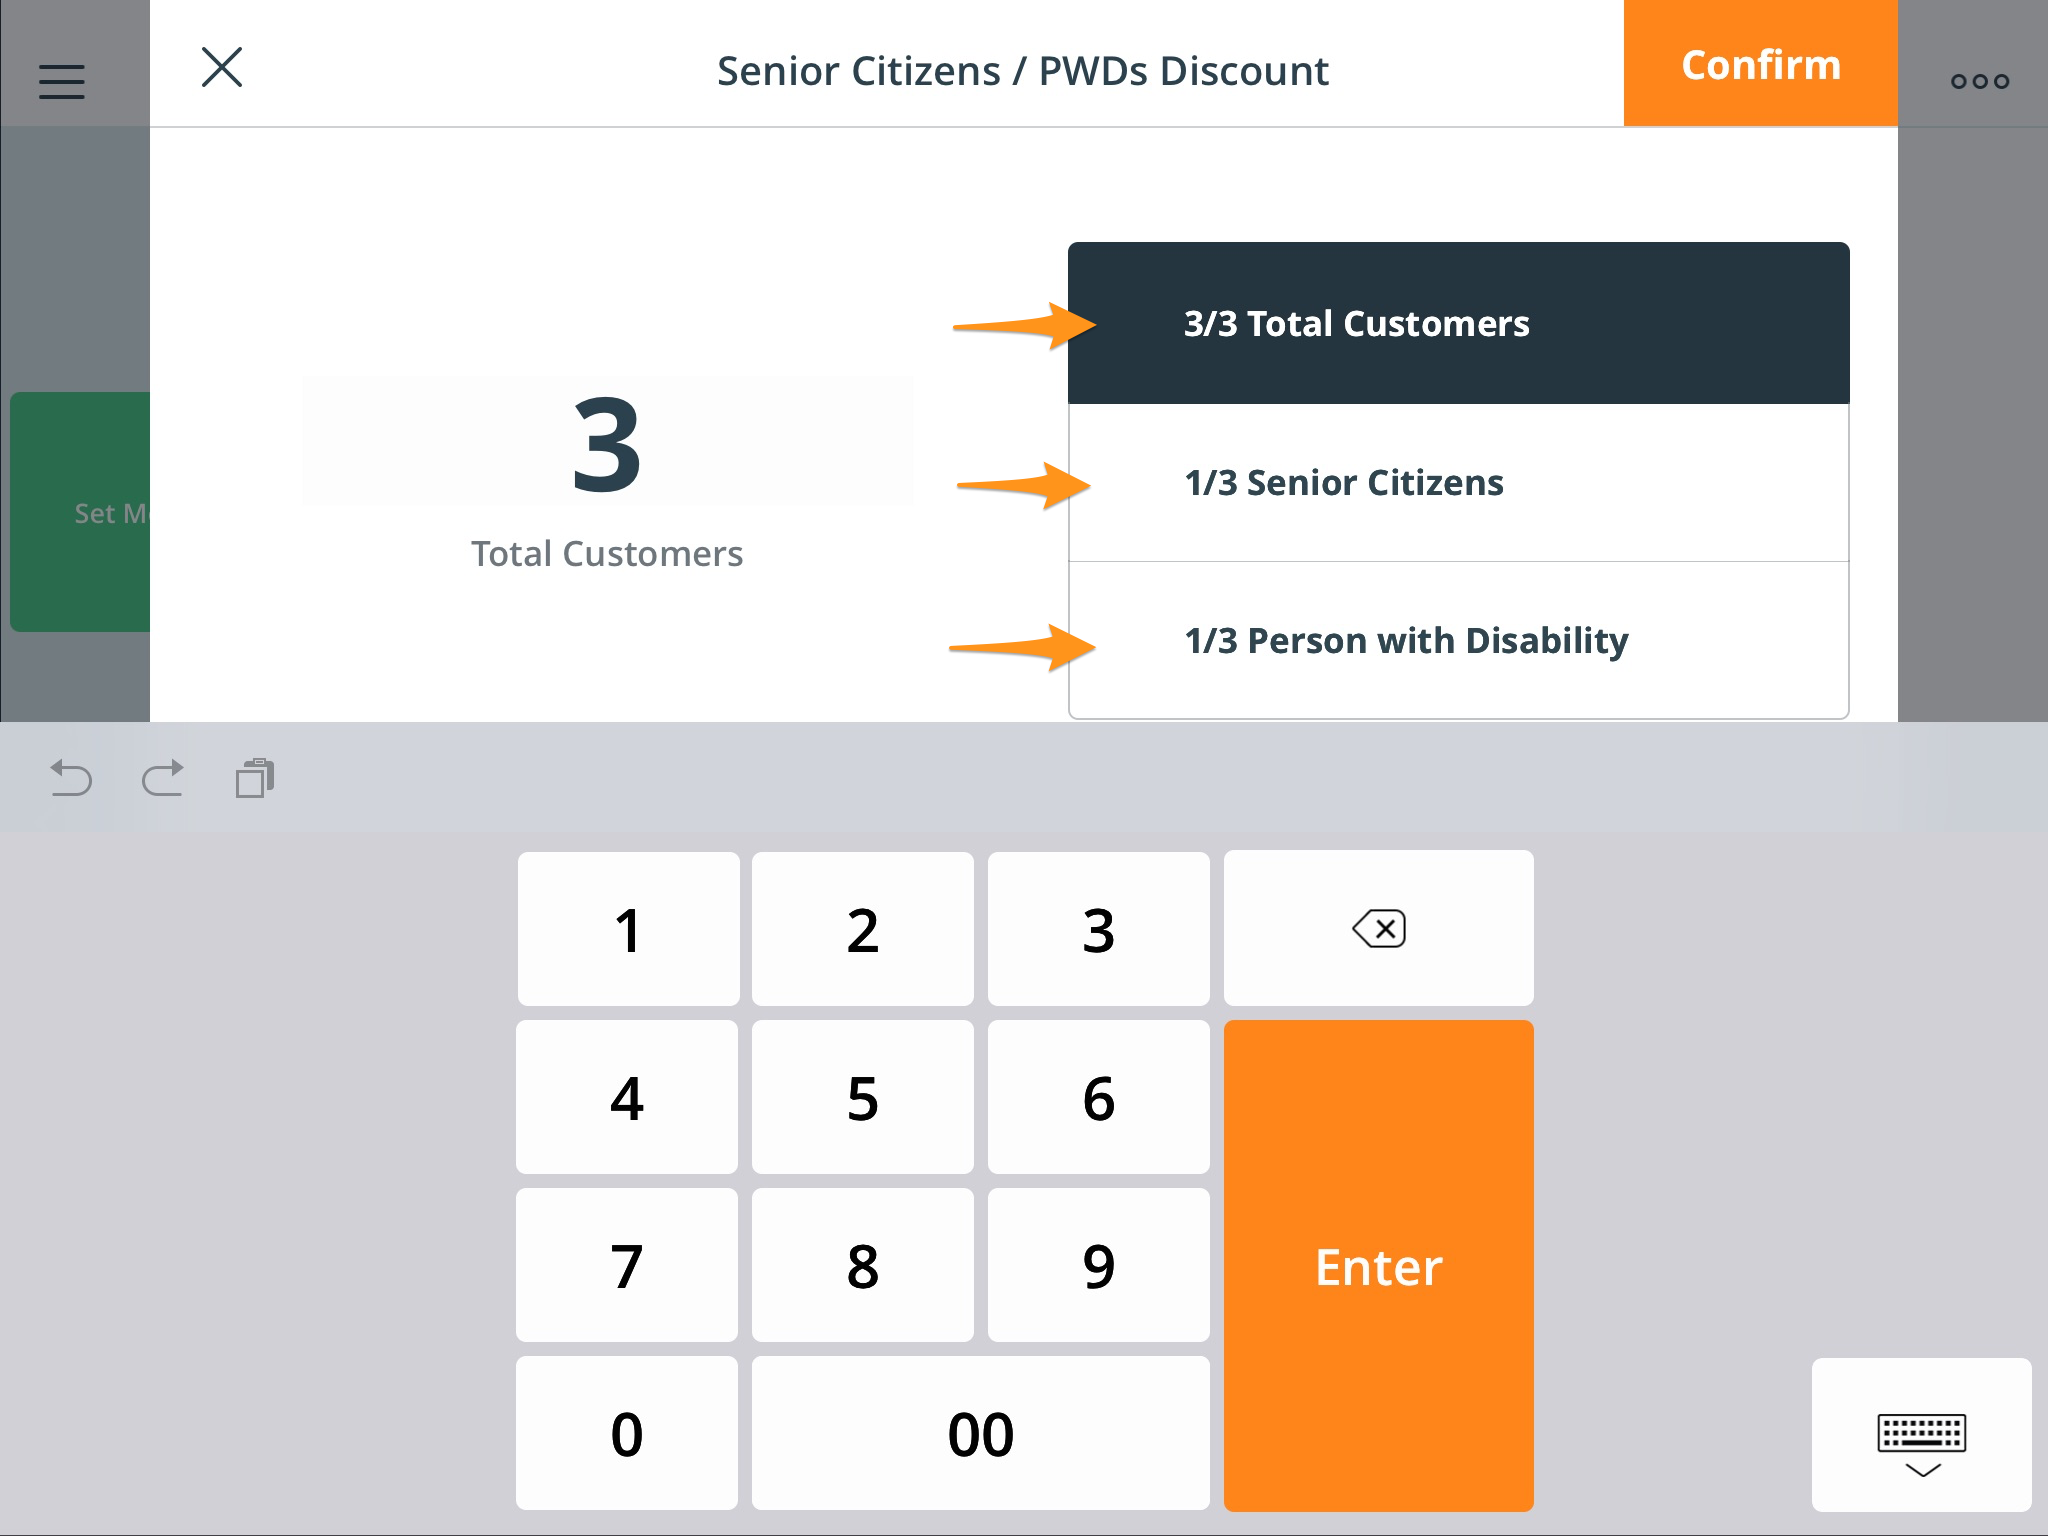 Senior Citizens / PWDs Discount
Confirm
3/3 Total Customers
3
1/3 Senior Citizens
Set M
Total Customers
1/3 Person with Disability
1 2 3
4 5 6
7 8 9
Enter
0 00